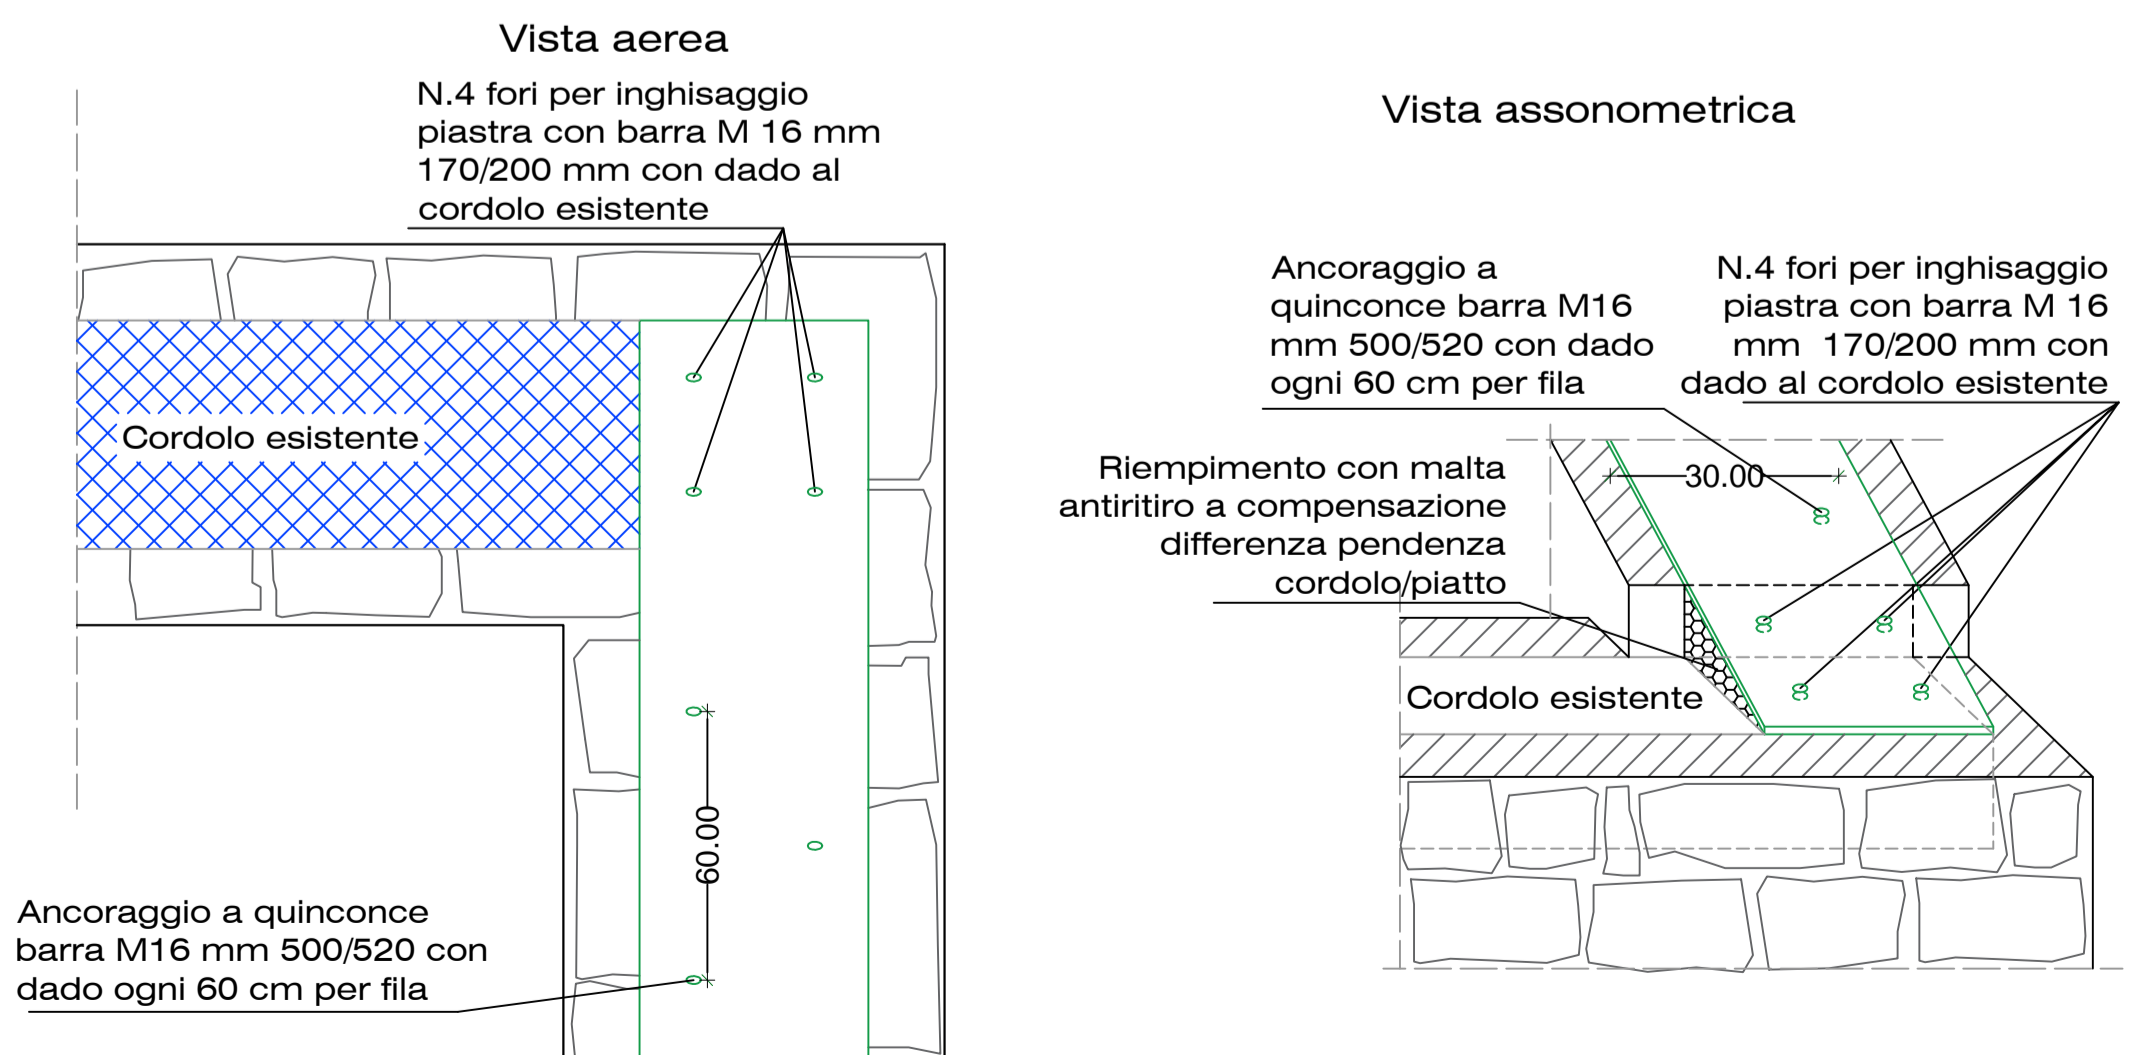 Vista aerea
N.4 fori per inghisaggio
piastra con barra M 16 mm
170/200 mm con dado al
cordolo esistente
Cordolo esistente
60.00
Ancoraggio a quinconce
barra M16 mm 500/520 con
dado ogni 60 cm per fila
Vista assonometrica
Ancoraggio a
quinconce barra M16
mm 500/520 con dado
ogni 60 cm per fila
N.4 fori per inghisaggio
piastra con barra M 16
mm  170/200 mm con
dado al cordolo esistente
30.00
Riempimento con malta
antiritiro a compensazione
differenza pendenza
cordolo/piatto
Cordolo esistente